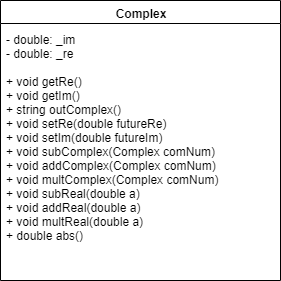 Complex
- double: _im
- double: _re
+ void getRe()
+ void getIm()
+ string outComplex()
+ void setRe(double futureRe)
+ void setIm(double futureIm)
+ void subComplex(Complex comNum)
+ void addComplex(Complex comNum)
+ void multComplex(Complex comNum)
+ void subReal(double a)
+ void addReal(double a)
+ void multReal(double a)
+ double abs()